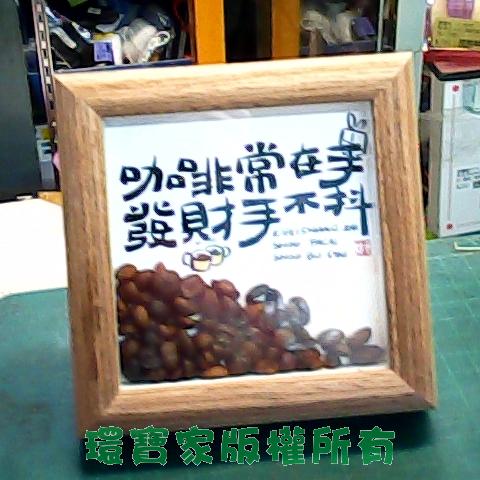 咖啡常在手
發財手不抖
環寶家版權所有